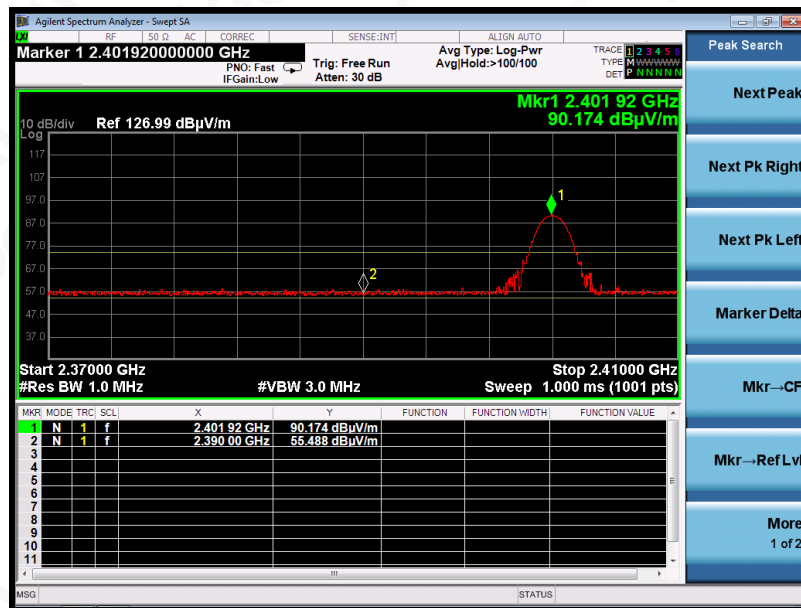 Agilent Spectrum Analyzer - Swept SA
LXI RF 50 Ω AC CORREC SENSE:INT ALIGN AUTO
Marker 1 2.401920000000 GHz
PNO: Fast
IFGain:Low
Trig: Free Run
Atten: 30 dB
Avg Type: Log-Pwr
Avg|Hold:>100/100
TRACE 1 2 3 4 5 6
TYPE M WWWWW
DET P N N N N N
Peak Search
Mkr1 2.401 92 GHz
90.174 dBµV/m
10 dB/div Ref 126.99 dBµV/m
Log
117
107
97.0
87.0
77.0
67.0
57.0
47.0
37.0
1
2
Start 2.37000 GHz Stop 2.41000 GHz
#Res BW 1.0 MHz #VBW 3.0 MHz Sweep 1.000 ms (1001 pts)
MKR MODE TRC SCL X Y FUNCTION FUNCTION WIDTH FUNCTION VALUE
1 N 1 f 2.401 92 GHz 90.174 dBµV/m
2 N 1 f 2.390 00 GHz 55.488 dBµV/m
3
4
5
6
7
8
9
10
11
MSG STATUS
Next Peak
Next Pk Right
Next Pk Left
Marker Delta
Mkr→CF
Mkr→Ref Lvl
More
1 of 2